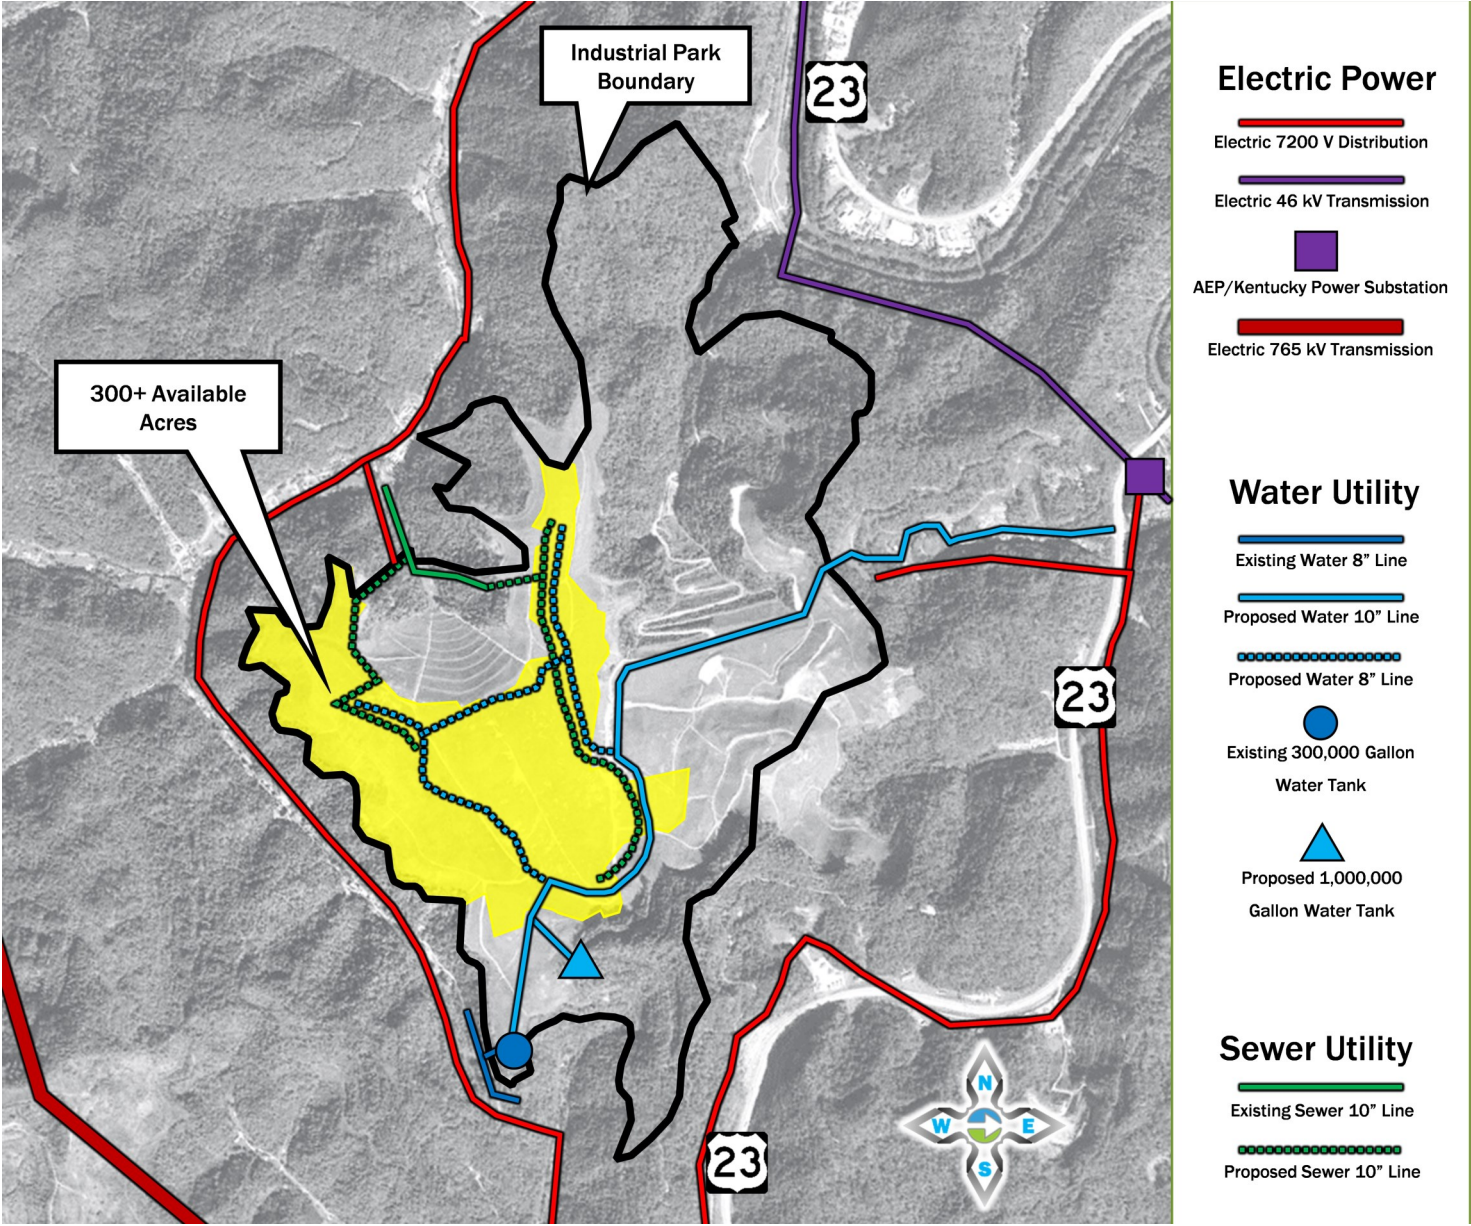 Industrial Park
Boundary
23
300+ Available
Acres
23
23
N
W
E
S
Electric Power
Electric 7200 V Distribution
Electric 46 kV Transmission
AEP/Kentucky Power Substation
Electric 765 kV Transmission
Water Utility
Existing Water 8” Line
Proposed Water 10” Line
Proposed Water 8” Line
Existing 300,000 Gallon
Water Tank
Proposed 1,000,000
Gallon Water Tank
Sewer Utility
Existing Sewer 10” Line
Proposed Sewer 10” Line